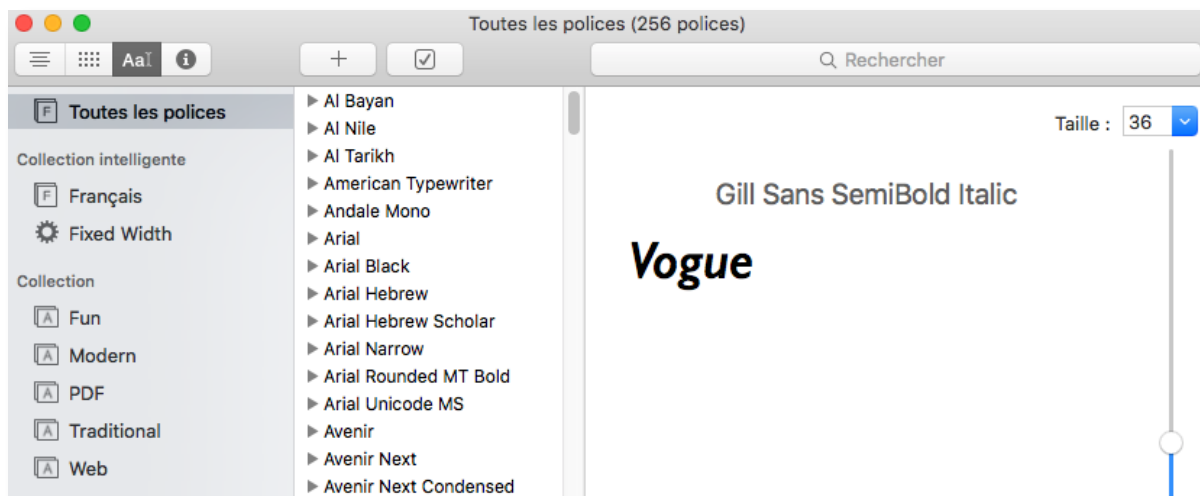 Toutes les polices (256 polices)
Aa
Rechercher
Toutes les polices
Collection intelligente
Français
Fixed Width
Collection
Fun
Modern
PDF
Traditional
Web
Al Bayan
Al Nile
Al Tarikh
American Typewriter
Andale Mono
Arial
Arial Black
Arial Hebrew
Arial Hebrew Scholar
Arial Narrow
Arial Rounded MT Bold
Arial Unicode MS
Avenir
Avenir Next
Avenir Next Condensed
Taille : 36
Gill Sans SemiBold Italic
Vogue